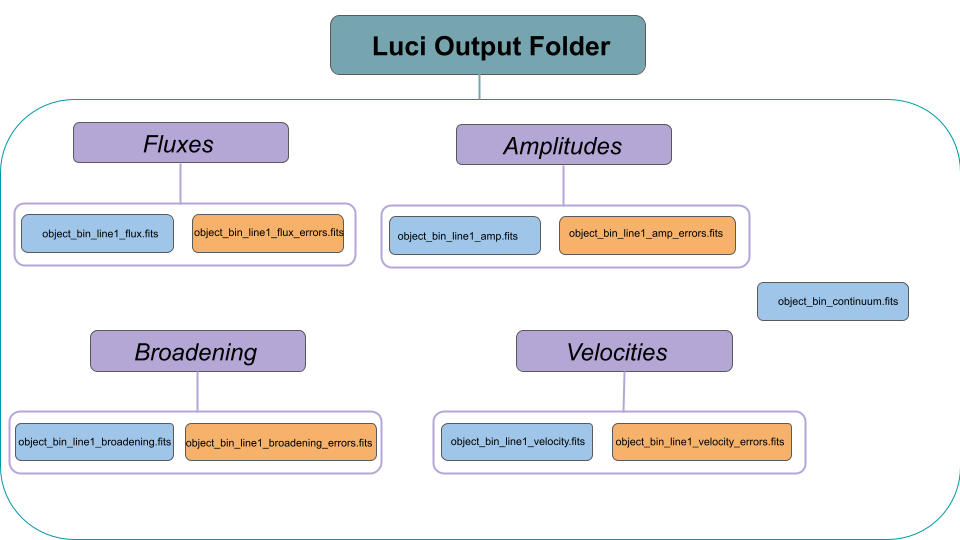 Luci Output Folder
Fluxes
Amplitudes
object_bin_line1_flux.fits
object_bin_line1_flux_errors.fits
object_bin_line1_amp.fits
object_bin_line1_amp_errors.fits
object_bin_continuum.fits
Broadening
Velocities
object_bin_line1_broadening.fits
object_bin_line1_broadening_errors.fits
object_bin_line1_velocity.fits
object_bin_line1_velocity_errors.fits